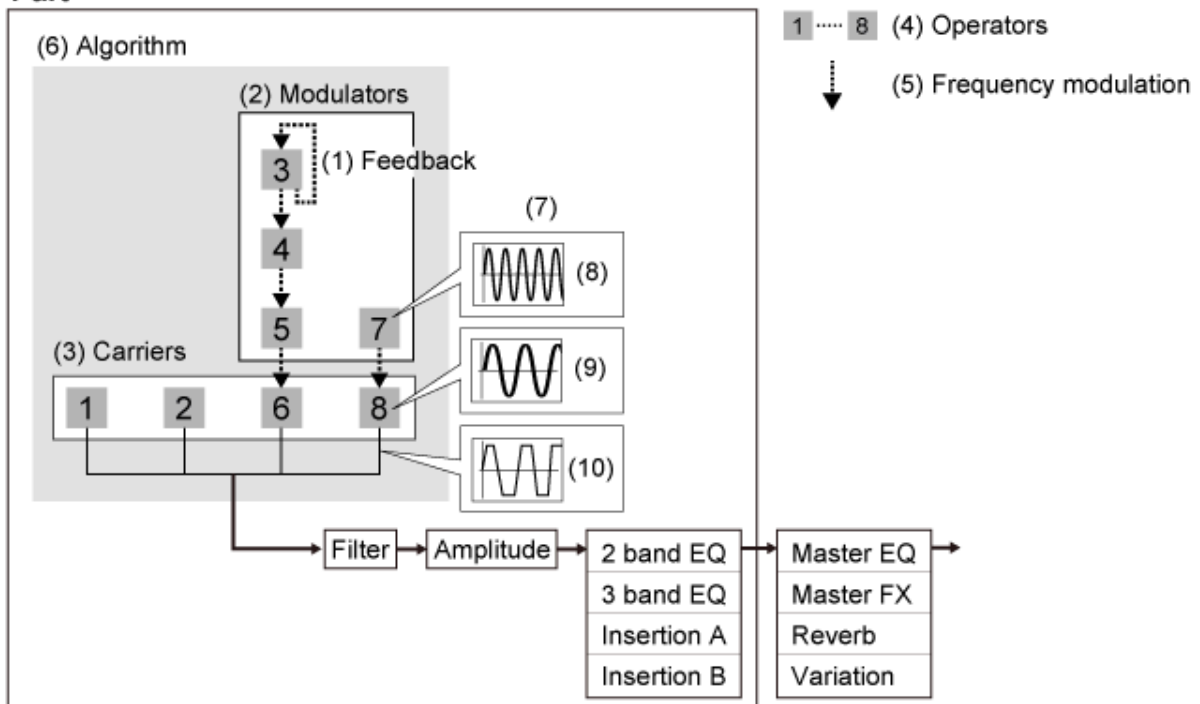 (6) Algorithm
1 8 (4) Operators
(5) Frequency modulation
(2) Modulators
3
(1) Feedback
4
5
7
(7)
(8)
(3) Carriers
1 2 6 8
(9)
(10)
Filter
Amplitude
2 band EQ
3 band EQ
Insertion A
Insertion B
Master EQ
Master FX
Reverb
Variation